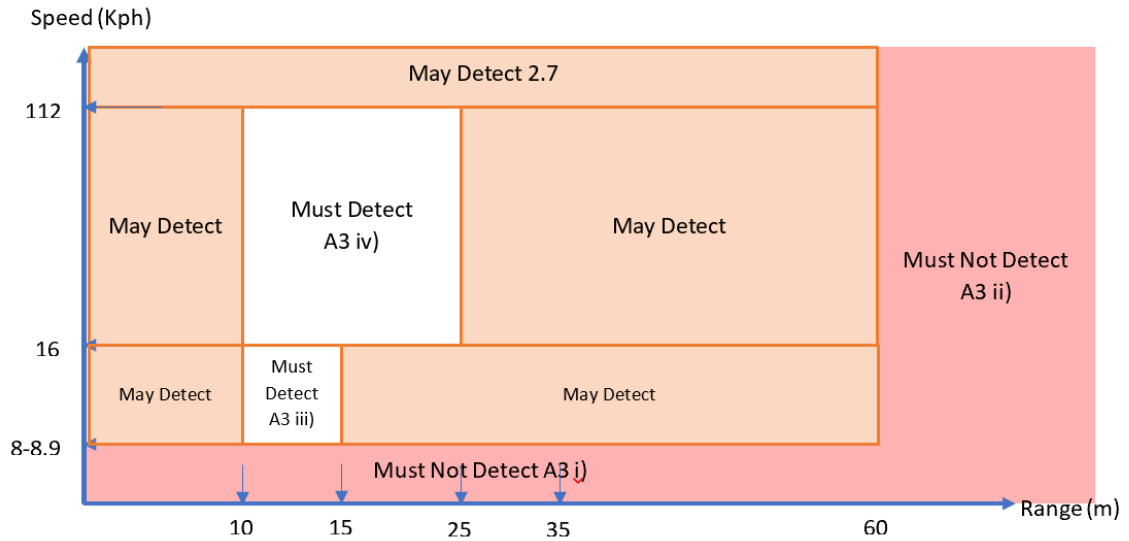 Speed (Kph)
May Detect 2.7
112
May Detect
Must Detect
A3 iv)
May Detect
Must Not Detect
A3 ii)
16
May Detect
Must
Detect
A3 iii)
May Detect
8-8.9
Must Not Detect A3 i)
Range (m)
10
15
25
35
60